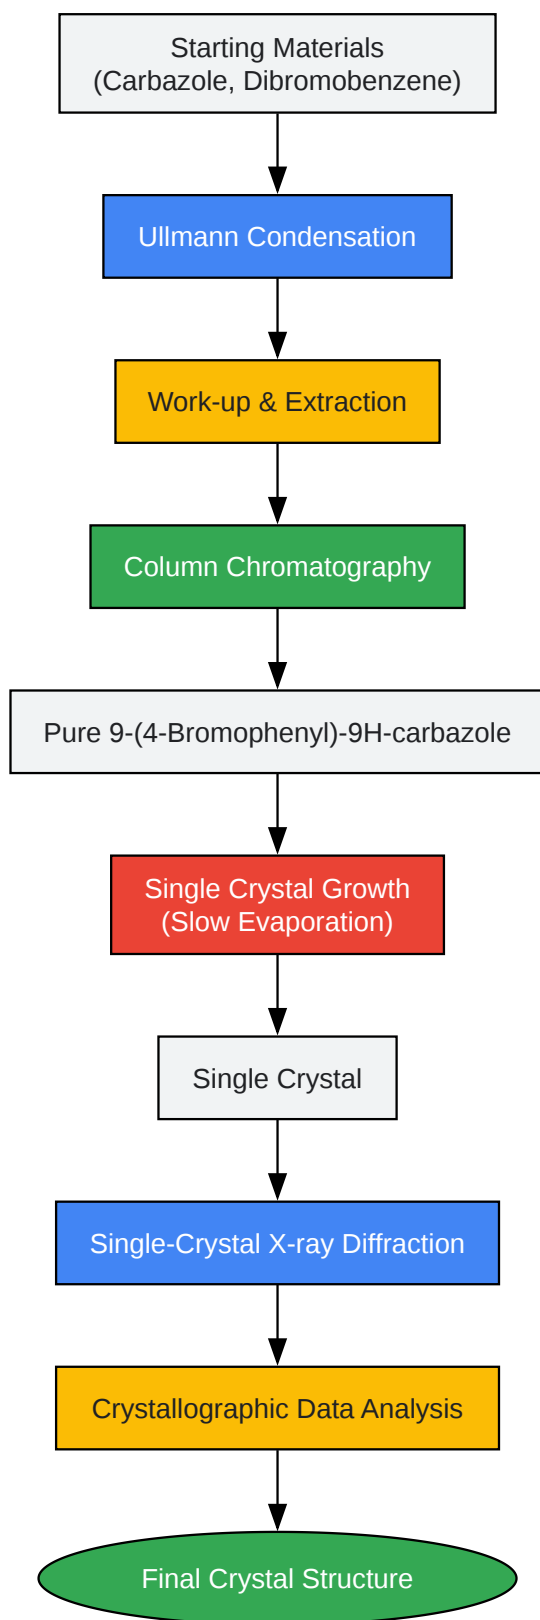 Starting Materials
(Carbazole, Dibromobenzene)
Ullmann Condensation
Work-up & Extraction
Column Chromatography
Pure 9-(4-Bromophenyl)-9H-carbazole
Single Crystal Growth
(Slow Evaporation)
Single Crystal
Single-Crystal X-ray Diffraction
Crystallographic Data Analysis
Final Crystal Structure